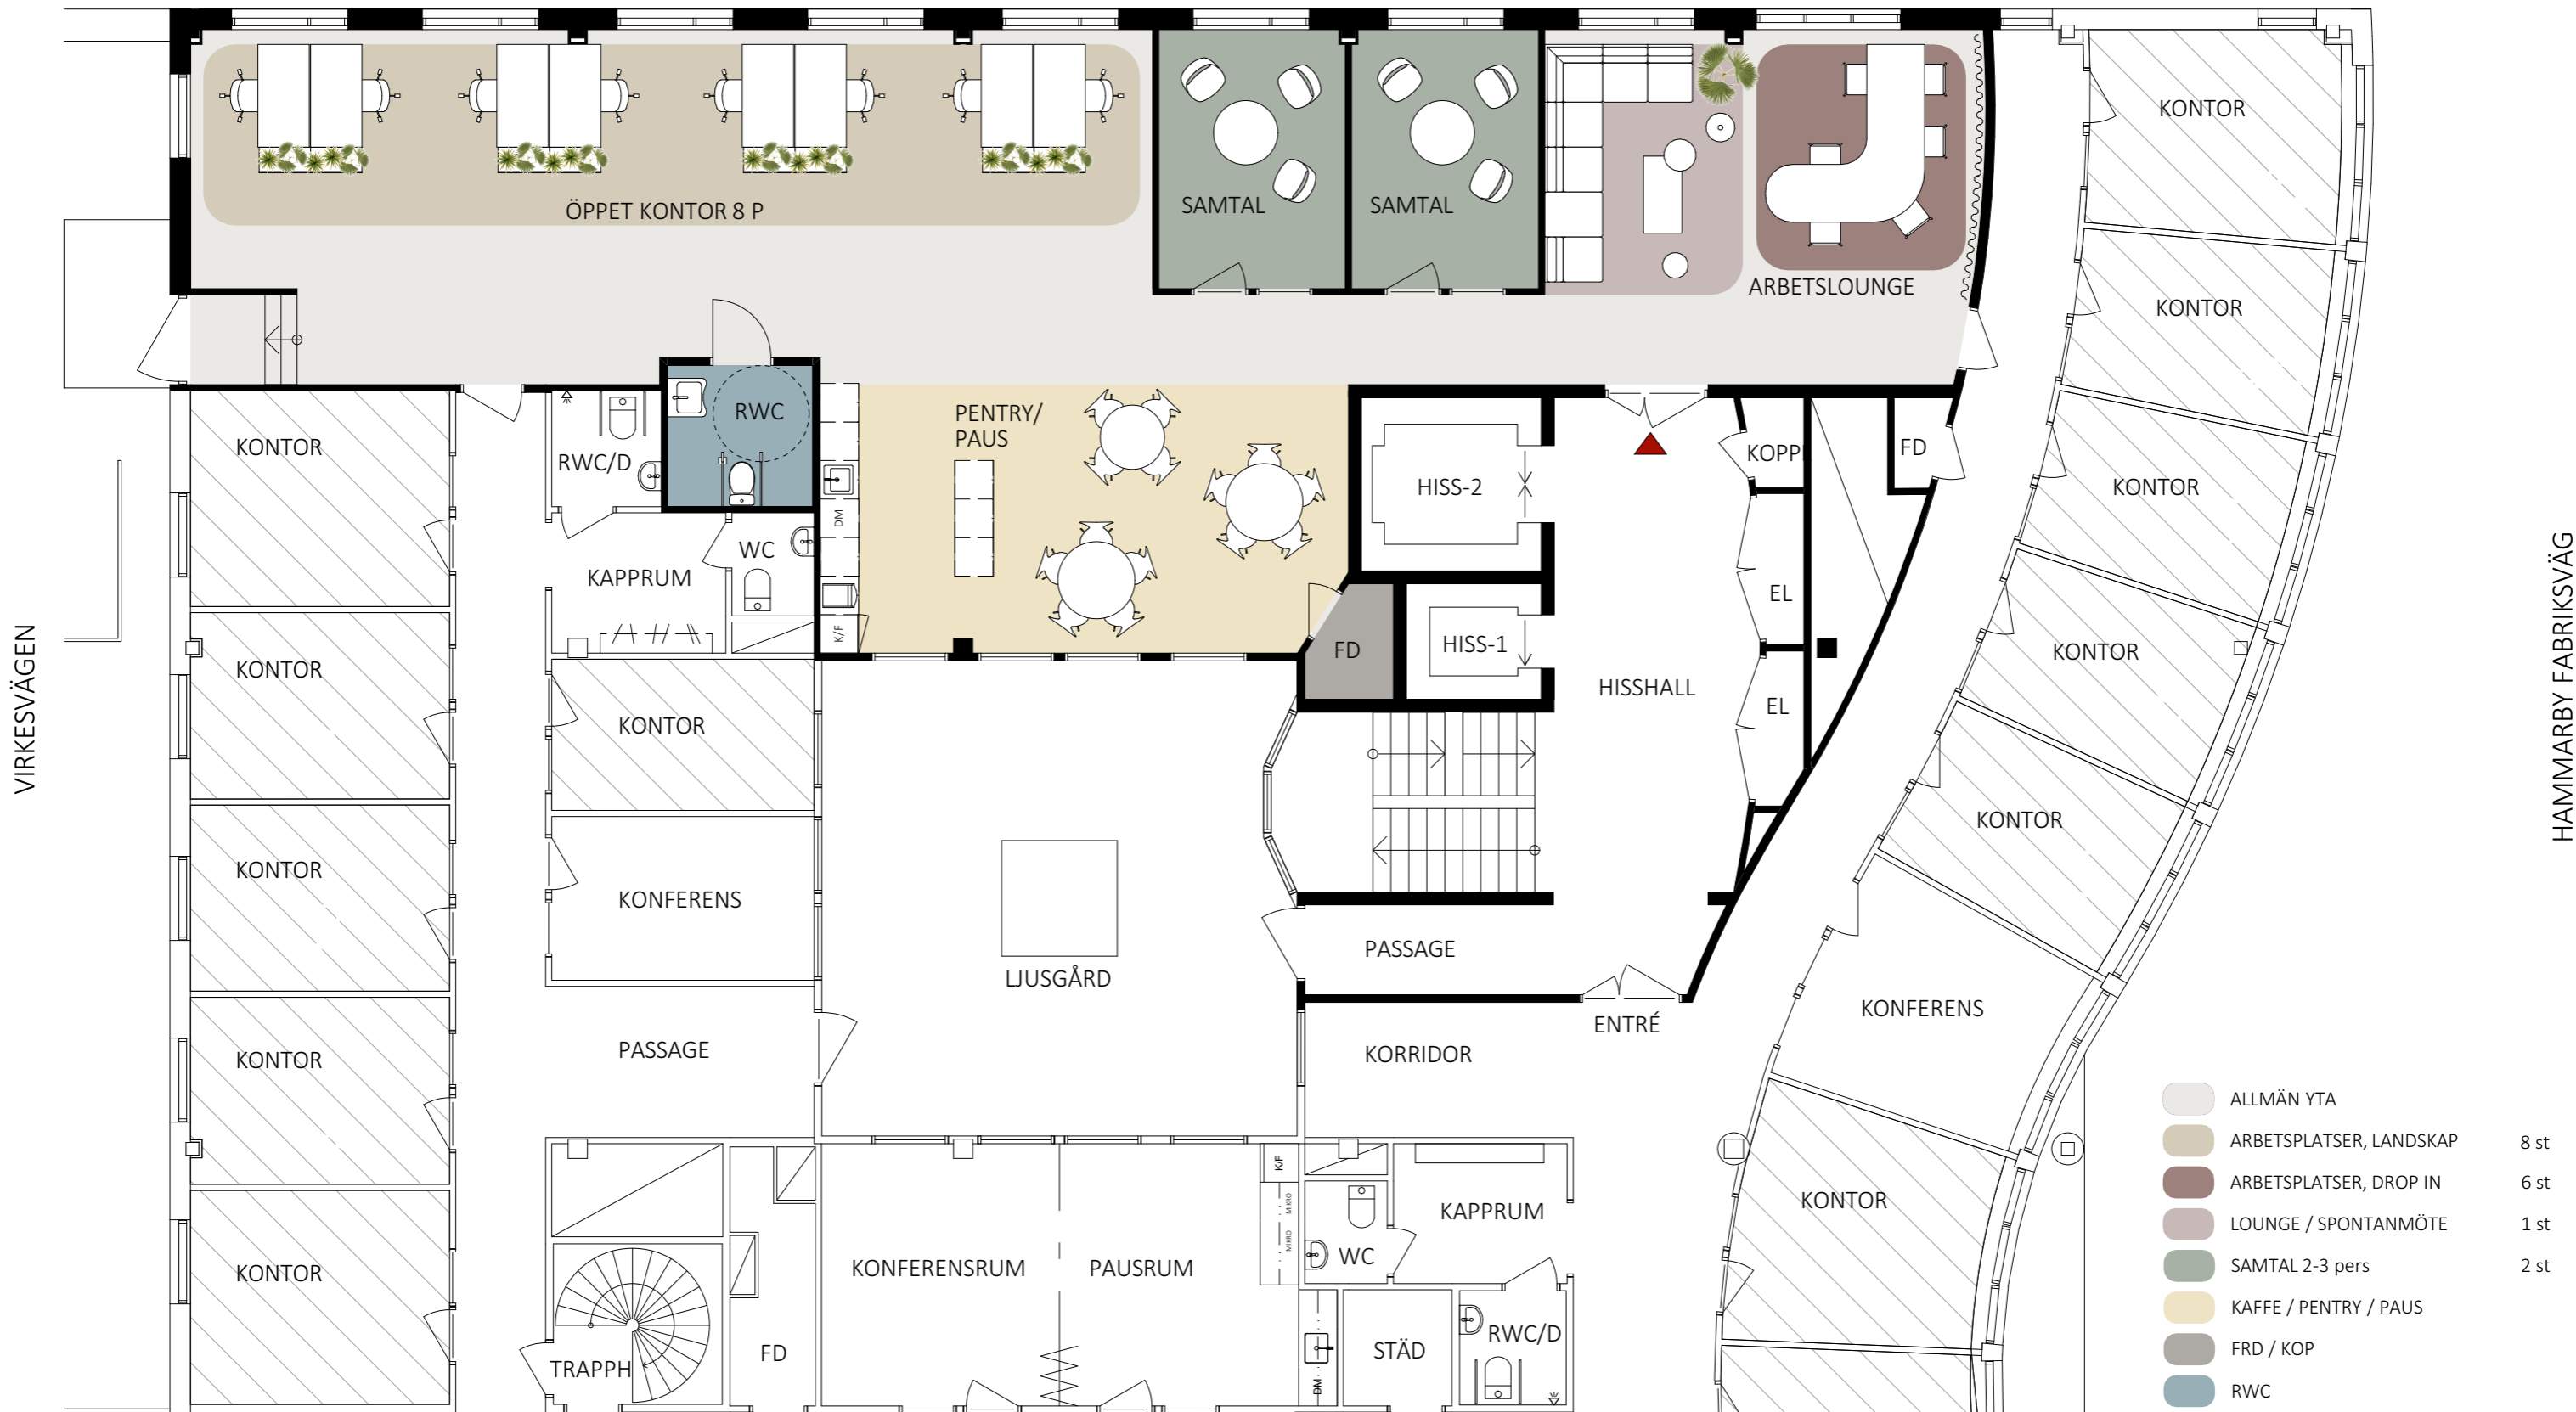 KONTOR
ÖPPET KONTOR 8 P
SAMTAL
SAMTAL
ARBETSLOUNGE
KONTOR
KONTOR
RWC
PENTRY/
PAUS
KONTOR
RWC/D
KOPPI
FD
HISS-2
KONTOR
DM
WC
KAPPRUM
EL
K/F
FD
HISS-1
KONTOR
HISSHALL
KONTOR
EL
KONTOR
VIRKESVÄGEN
HAMMARBY FABRIKSVÄG
KONTOR
KONTOR
KONFERENS
PASSAGE
LJUSGÅRD
KONFERENS
ENTRÉ
PASSAGE
KORRIDOR
KONTOR
K/F
MIKRO
MIKRO
KONTOR
KAPPRUM
KONTOR
KONFERENSRUM
PAUSRUM
WC
TRAPPH
FD
DM
STÄD
RWC/D
ALLMÄN YTA
ARBETSPLATSER, LANDSKAP 8 st
ARBETSPLATSER, DROP IN 6 st
LOUNGE / SPONTANMÖTE 1 st
SAMTAL 2-3 pers 2 st
KAFFE / PENTRY / PAUS
FRD / KOP
RWC